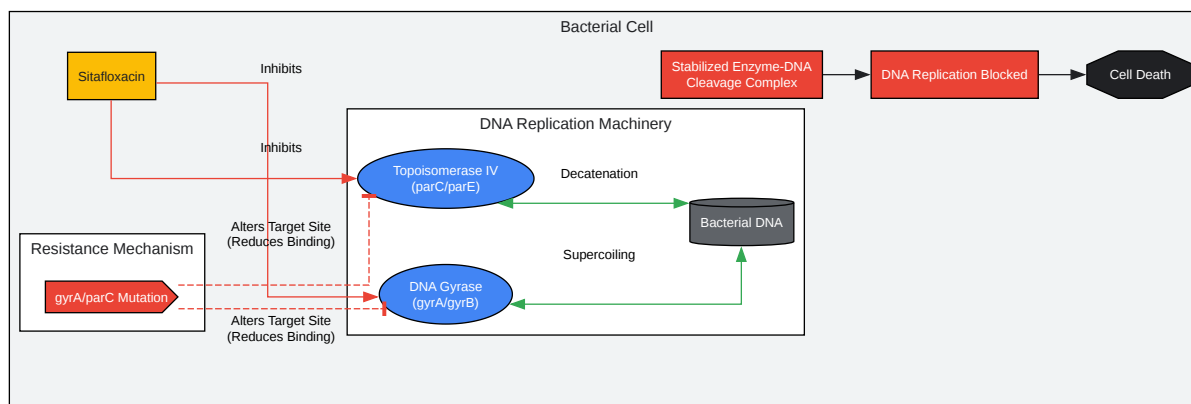 Bacterial Cell
Sitafloxacin
Inhibits
Stabilized Enzyme-DNA
Cleavage Complex
DNA Replication Blocked
Cell Death
DNA Replication Machinery
Inhibits
Topoisomerase IV
(parC/parE)
Decatenation
Bacterial DNA
Alters Target Site
(Reduces Binding)
Resistance Mechanism
Supercoiling
gyrA/parC Mutation
DNA Gyrase
(gyrA/gyrB)
Alters Target Site
(Reduces Binding)